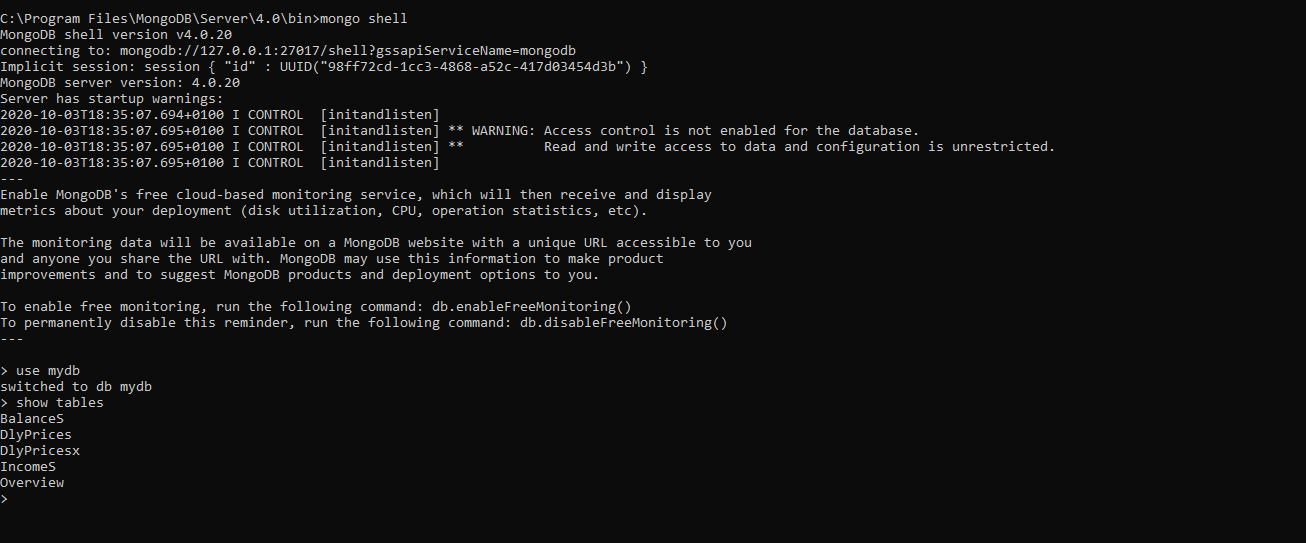 C:\Program Files\MongoDB\Server\4.0\bin>mongo shell
MongoDB shell version v4.0.20
connecting to: mongodb://127.0.0.1:27017/shell?gssapiServiceName=mongodb
Implicit session: session { "id" : UUID("98ff72cd-1cc3-4868-a52c-417d03454d3b") }
MongoDB server version: 4.0.20
Server has startup warnings:
2020-10-03T18:35:07.694+0100 I CONTROL  [initandlisten]
2020-10-03T18:35:07.695+0100 I CONTROL  [initandlisten] ** WARNING: Access control is not enabled for the database.
2020-10-03T18:35:07.695+0100 I CONTROL  [initandlisten] **          Read and write access to data and configuration is unrestricted.
2020-10-03T18:35:07.695+0100 I CONTROL  [initandlisten]
---
Enable MongoDB's free cloud-based monitoring service, which will then receive and display
metrics about your deployment (disk utilization, CPU, operation statistics, etc).

The monitoring data will be available on a MongoDB website with a unique URL accessible to you
and anyone you share the URL with. MongoDB may use this information to make product
improvements and to suggest MongoDB products and deployment options to you.

To enable free monitoring, run the following command: db.enableFreeMonitoring()
To permanently disable this reminder, run the following command: db.disableFreeMonitoring()
---

> use mydb
switched to db mydb
> show tables
BalanceS
DlyPrices
DlyPricesx
IncomeS
Overview
>